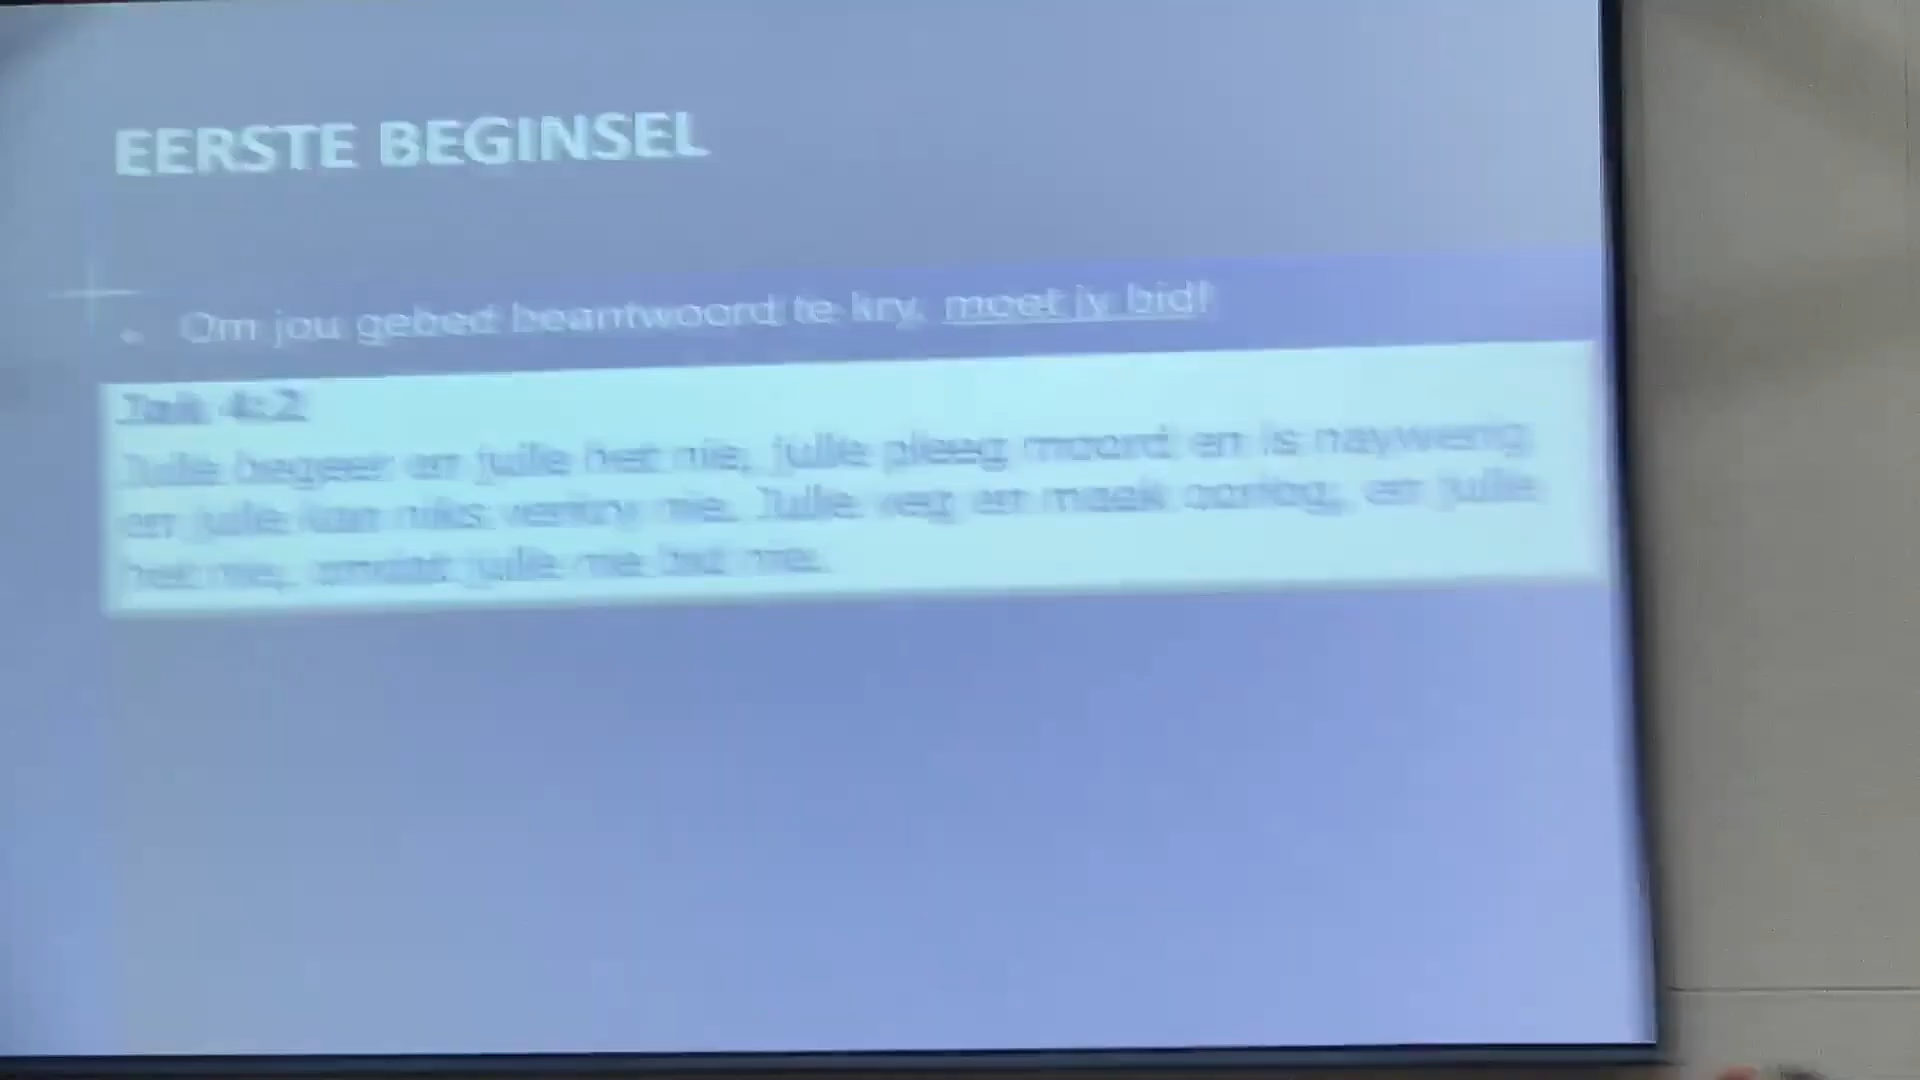 EERSTE BEGINSEL
• Om jou gebed beantwoord te kry, moet jy bid!
Jak 4:2
Julle begeer en julle het nie, julle pleeg moord en is naywerig
en julle kan niks verkry nie. Julle veg en maak oorlog, en julle
het nie, omdat julle nie bid nie.